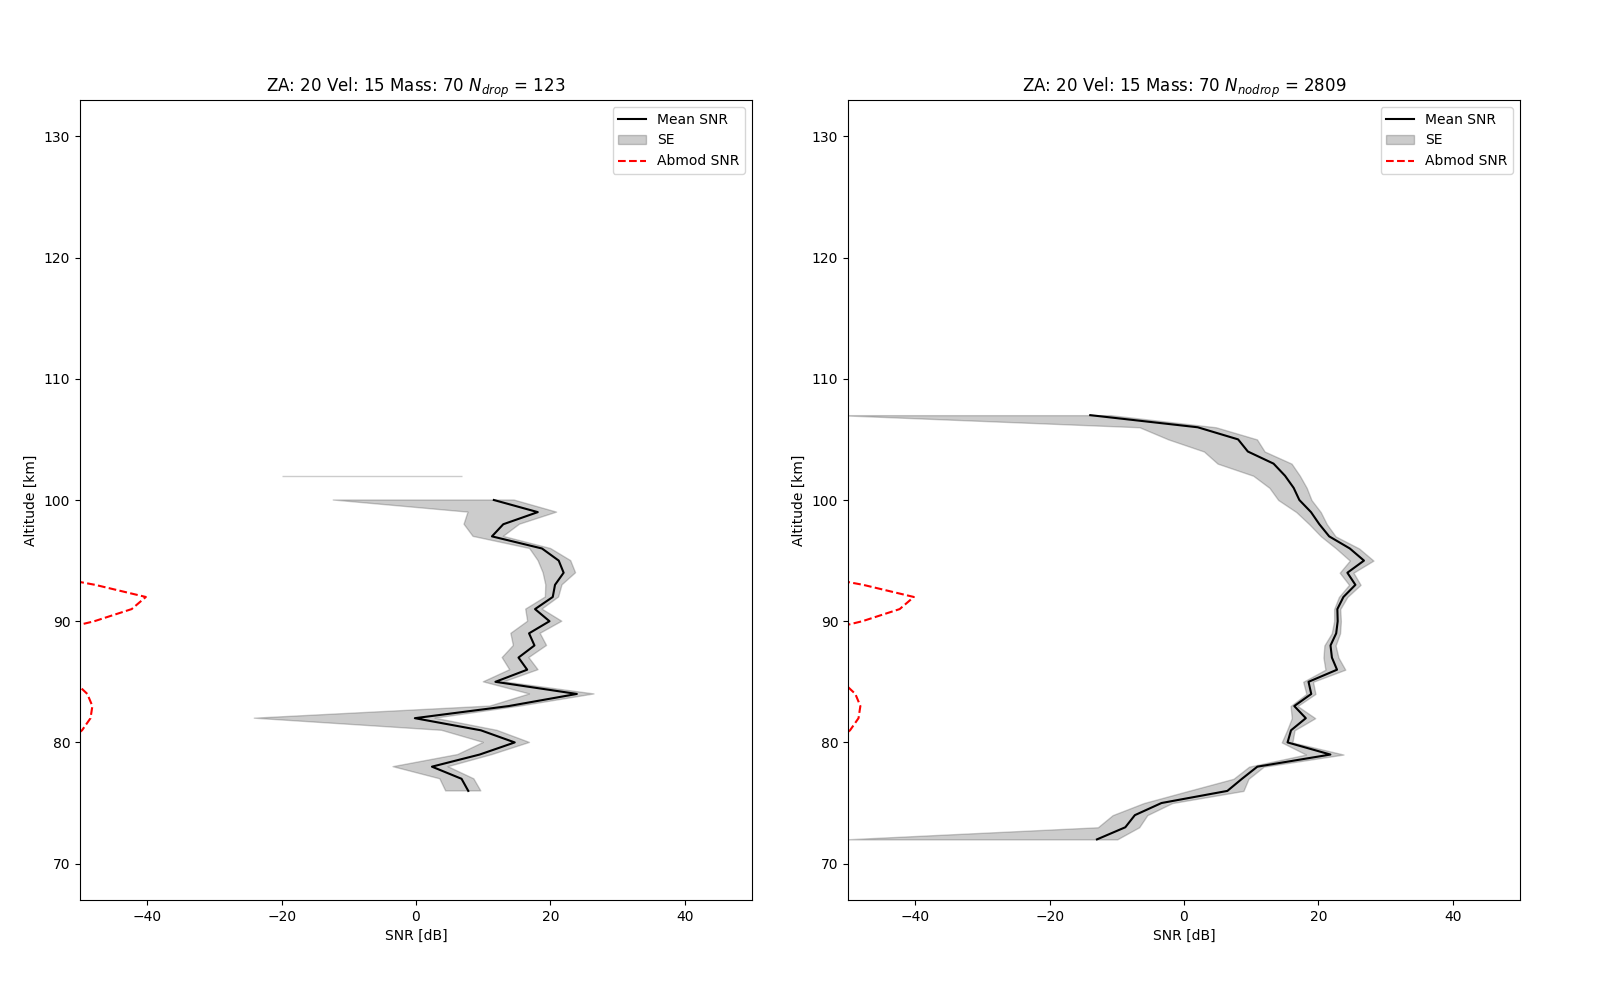 ZA: 20 Vel: 15 Mass: 70 N_drop = 123
Mean SNR
SE
Abmod SNR
130
120
110
100
90
80
70
Altitude [km]
−40
−20
0
20
40
SNR [dB]
ZA: 20 Vel: 15 Mass: 70 N_nodrop = 2809
Mean SNR
SE
Abmod SNR
130
120
110
100
90
80
70
Altitude [km]
−40
−20
0
20
40
SNR [dB]